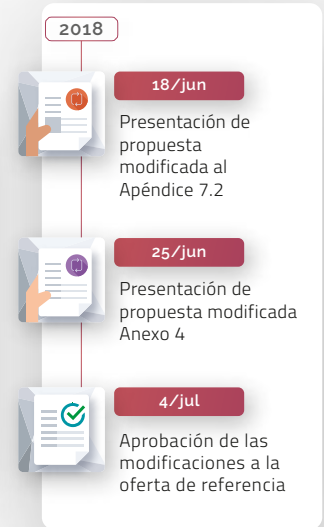 2018
18/jun
Presentación de
propuesta
modificada al
Apéndice 7.2
25/jun
Presentación de
propuesta modificada
Anexo 4
4/jul
Aprobación de las
modificaciones a la
oferta de referencia